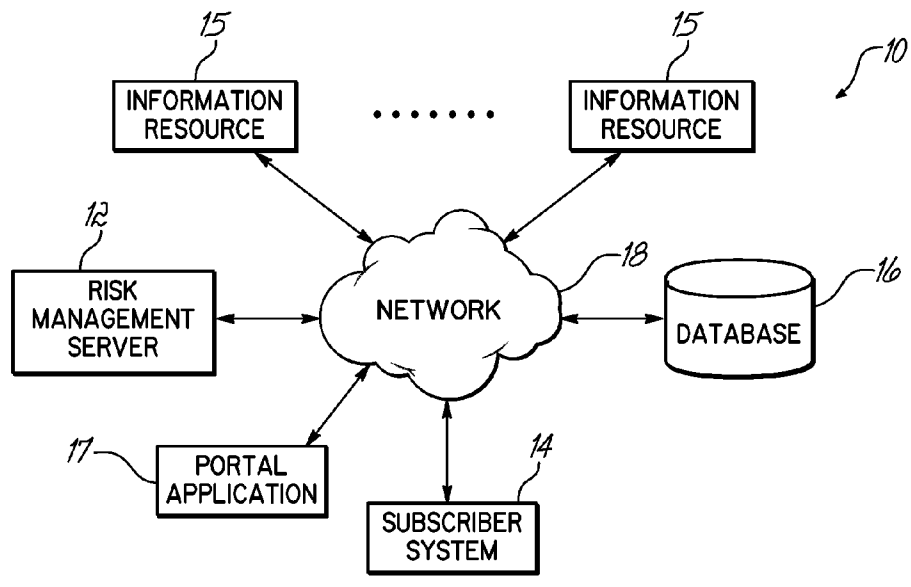 15
15
10
INFORMATION
RESOURCE
INFORMATION
RESOURCE
12
18
16
RISK
MANAGEMENT
SERVER
NETWORK
DATABASE
17
PORTAL
APPLICATION
14
SUBSCRIBER
SYSTEM